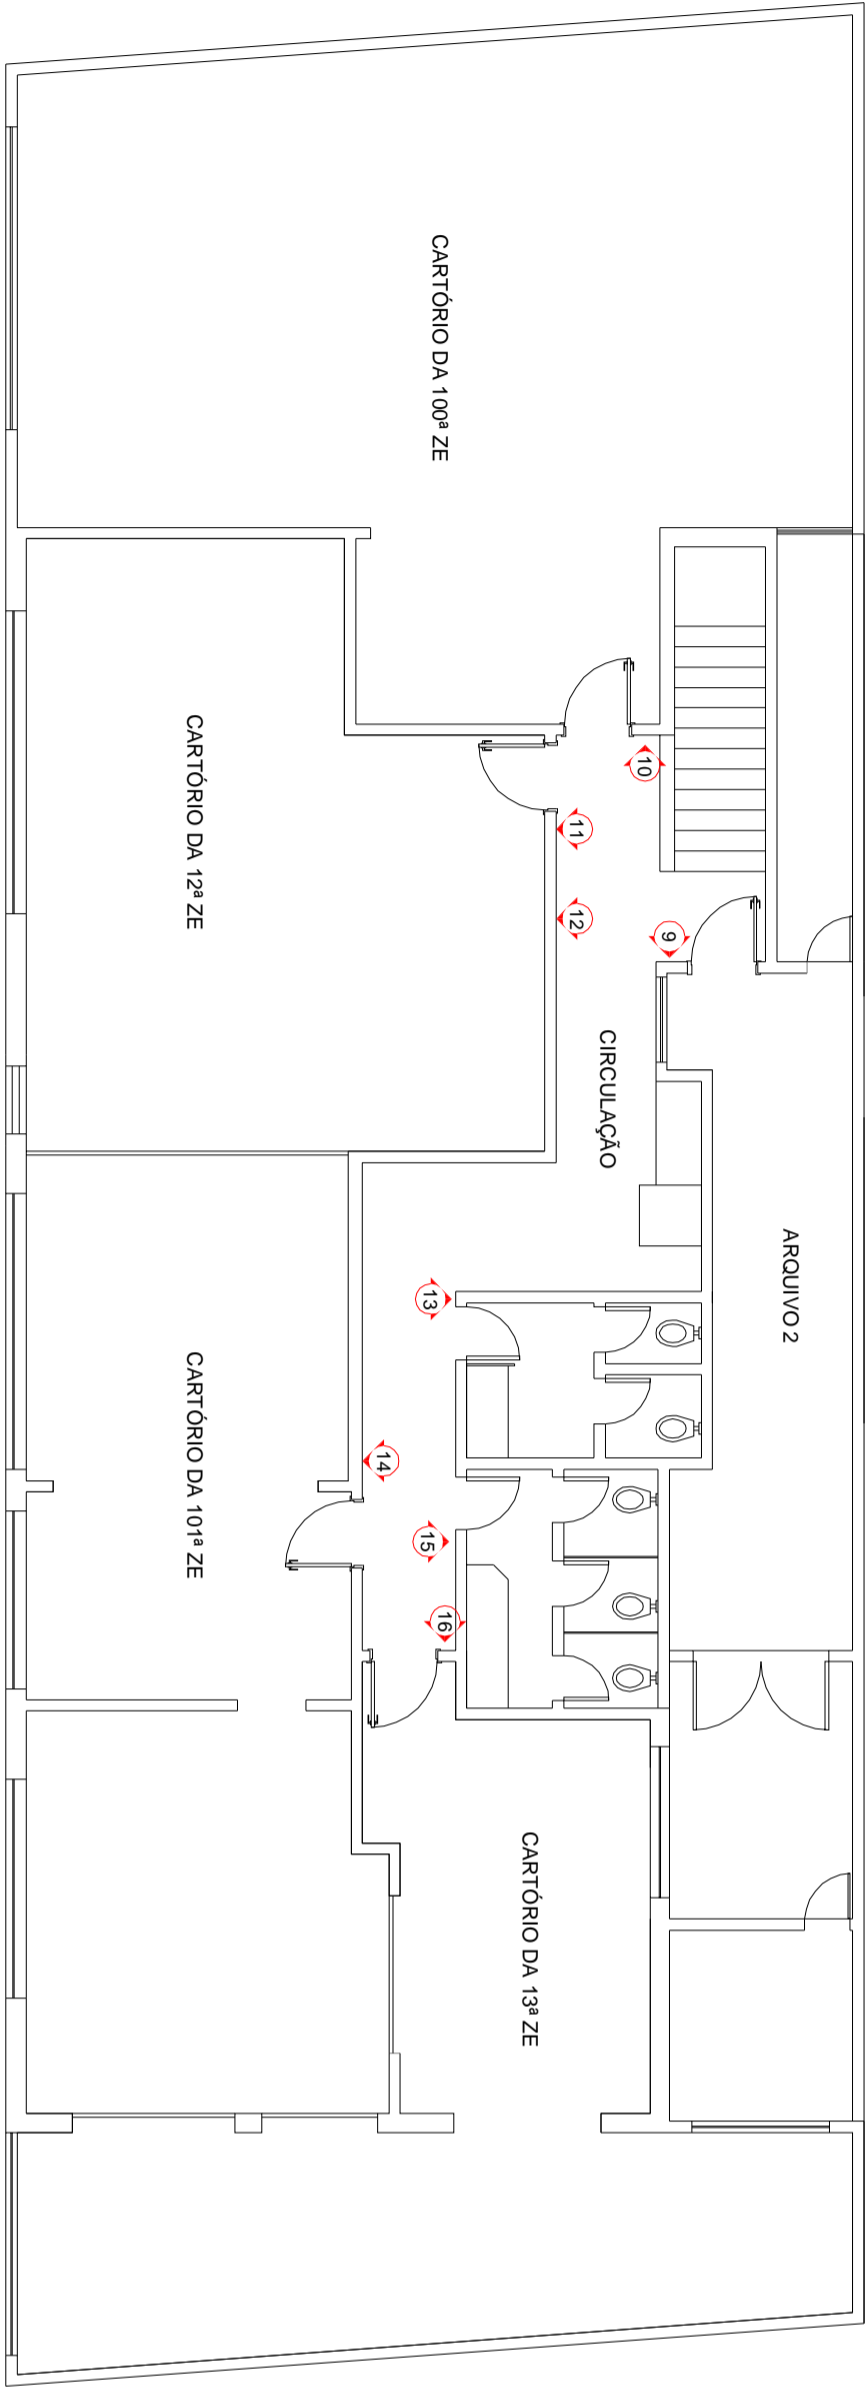 CARTÓRIO DA 100ª ZE
CARTÓRIO DA 12ª ZE
10
11
12
9
CIRCULAÇÃO
ARQUIVO 2
13
14
15
16
CARTÓRIO DA 101ª ZE
CARTÓRIO DA 13ª ZE